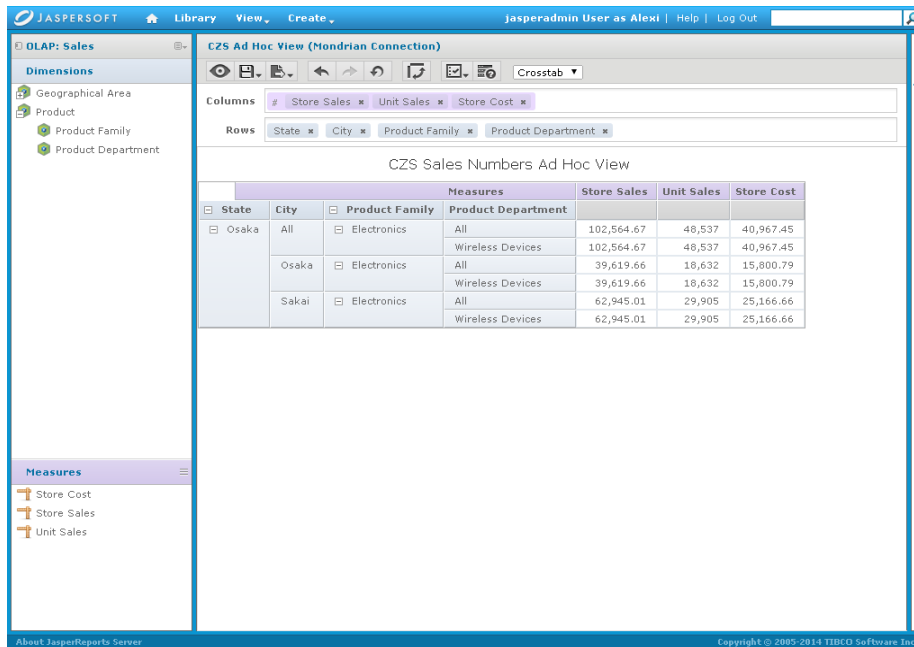 JASPERSOFT Library View Create jasperadmin User as Alexi | Help | Log Out
OLAP: Sales
CZS Ad Hoc View (Mondrian Connection)
Dimensions
Crosstab
Geographical Area
Product
Product Family
Product Department
Columns # Store Sales × Unit Sales × Store Cost ×
Rows State × City × Product Family × Product Department ×
CZS Sales Numbers Ad Hoc View
Measures Store Sales Unit Sales Store Cost
State City Product Family Product Department
Osaka All Electronics All 102,564.67 48,537 40,967.45
Wireless Devices 102,564.67 48,537 40,967.45
Osaka Electronics All 39,619.66 18,632 15,800.79
Wireless Devices 39,619.66 18,632 15,800.79
Sakai Electronics All 62,945.01 29,905 25,166.66
Wireless Devices 62,945.01 29,905 25,166.66
Measures
Store Cost
Store Sales
Unit Sales
About JasperReports Server Copyright © 2005-2014 TIBCO Software Inc